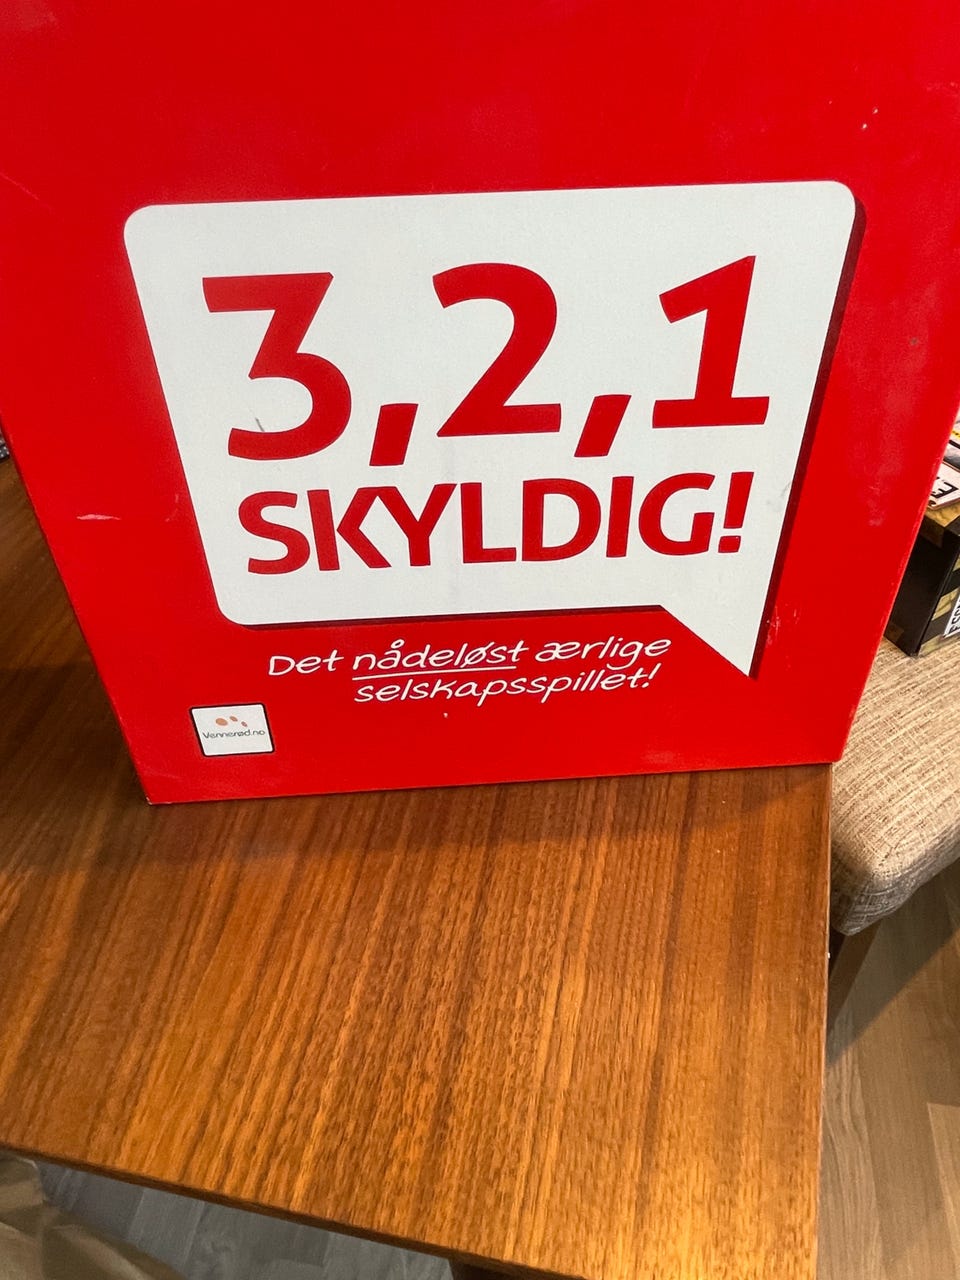 3,2,1
SKYLDIG!
Det nådeløst ærlige
selskapsspillet!
Vennerød.no